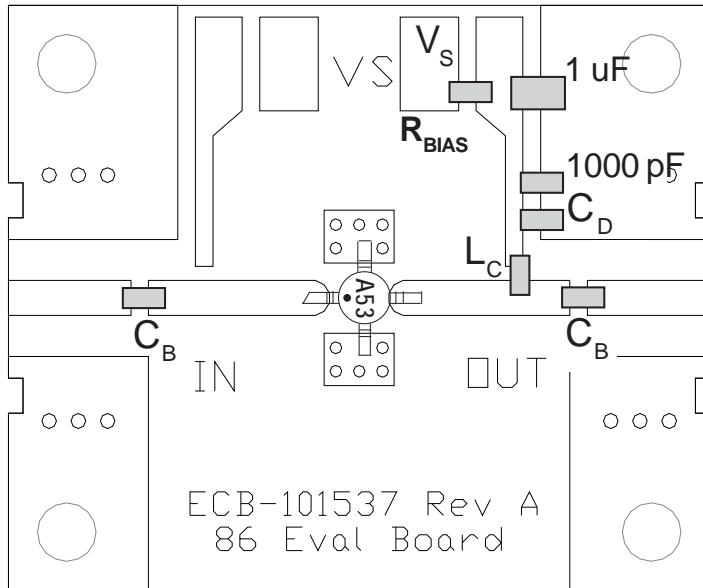 VS
V_S
1 uF
R_BIAS
1000 pF
C_D
L_C
A53
C_B
C_B
IN
OUT
ECB-101537 Rev A
86 Eval Board